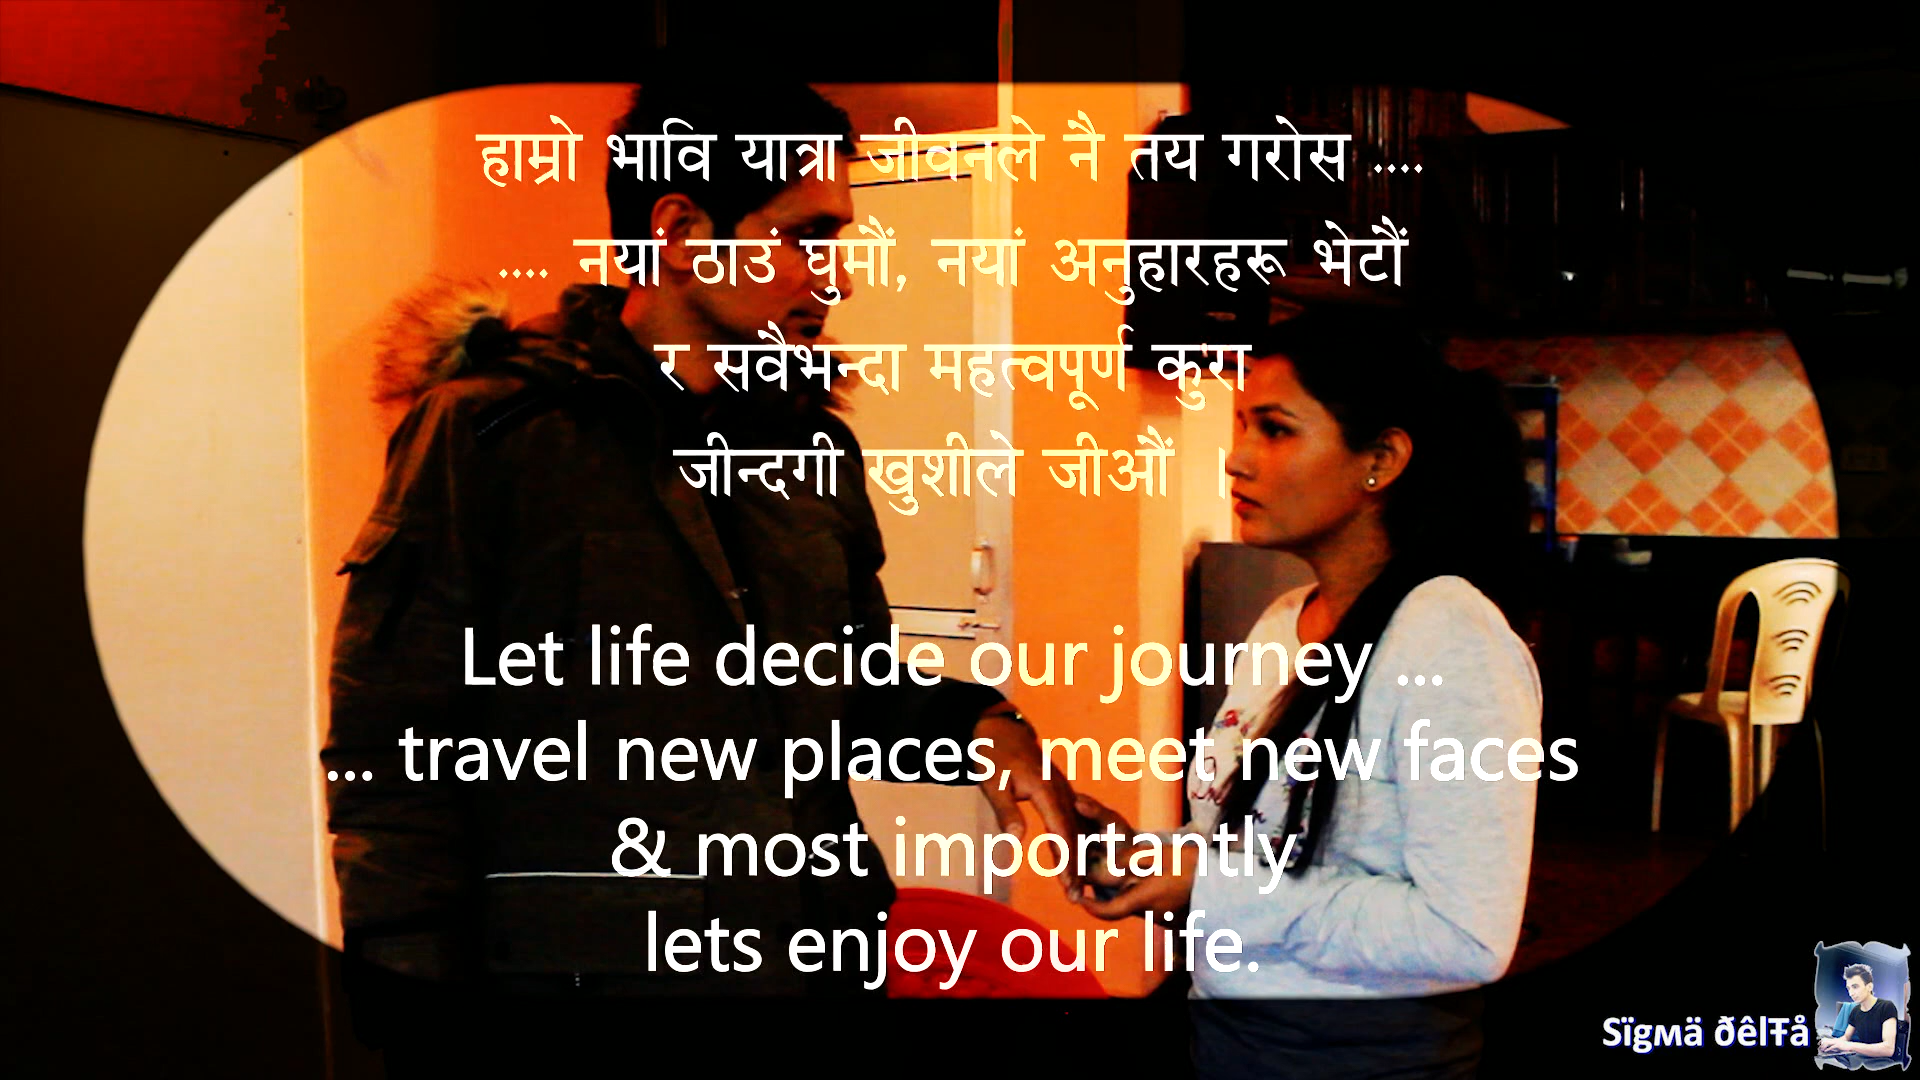 हाम्रो भावि यात्रा जीवनले नै तय गरोस ....
.... नयां ठाउं घुमौं, नयां अनुहारहरू भेटौं
र सवैभन्दा महत्वपूर्ण कुरा
जीन्दगी खुशीले जीऔं ।
Let life decide our journey ...
... travel new places, meet new faces
& most importantly
lets enjoy our life.
Sïgмä ðêlŦå